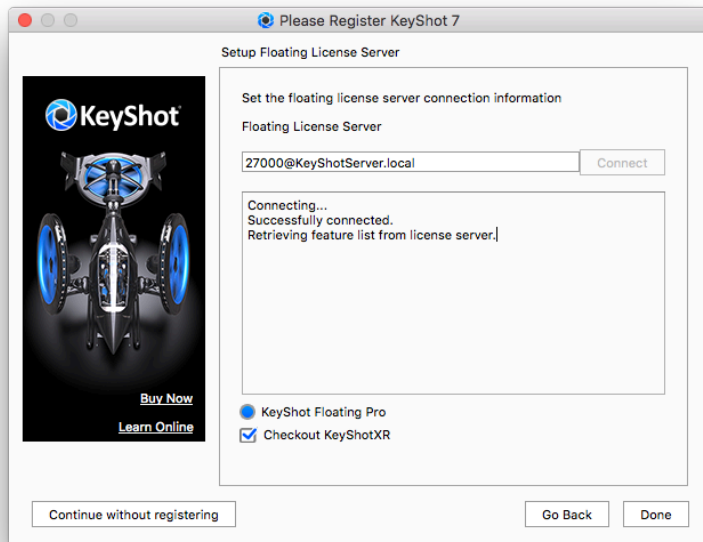 Please Register KeyShot 7
Setup Floating License Server
KeyShot
Buy Now
Learn Online
Set the floating license server connection information
Floating License Server
27000@KeyShotServer.local
Connect
Connecting...
Successfully connected.
Retrieving feature list from license server.
KeyShot Floating Pro
Checkout KeyShotXR
Continue without registering
Go Back
Done